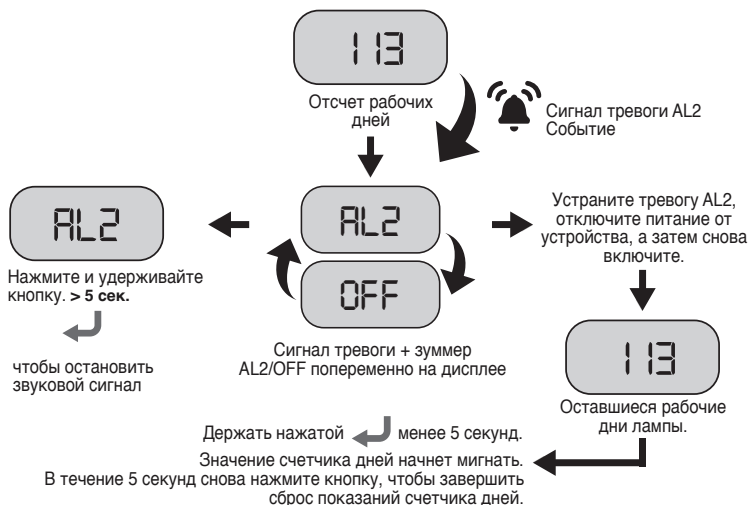 113
Отсчет рабочих
дней
Сигнал тревоги AL2
Событие
AL2
Нажмите и удерживайте
кнопку. > 5 сек.
чтобы остановить
звуковой сигнал
AL2
OFF
Сигнал тревоги + зуммер
AL2/OFF попеременно на дисплее
Устраните тревогу AL2,
отключите питание от
устройства, а затем снова
включите.
113
Оставшиеся рабочие
дни лампы.
Держать нажатой менее 5 секунд.
Значение счетчика дней начнет мигнать.
В течение 5 секунд снова нажмите кнопку, чтобы завершить
сброс показаний счетчика дней.